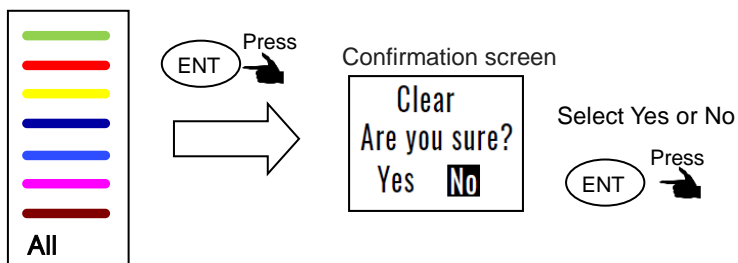 All
ENT
Press
Confirmation screen
Clear
Are you sure?
Yes No
Select Yes or No
ENT
Press